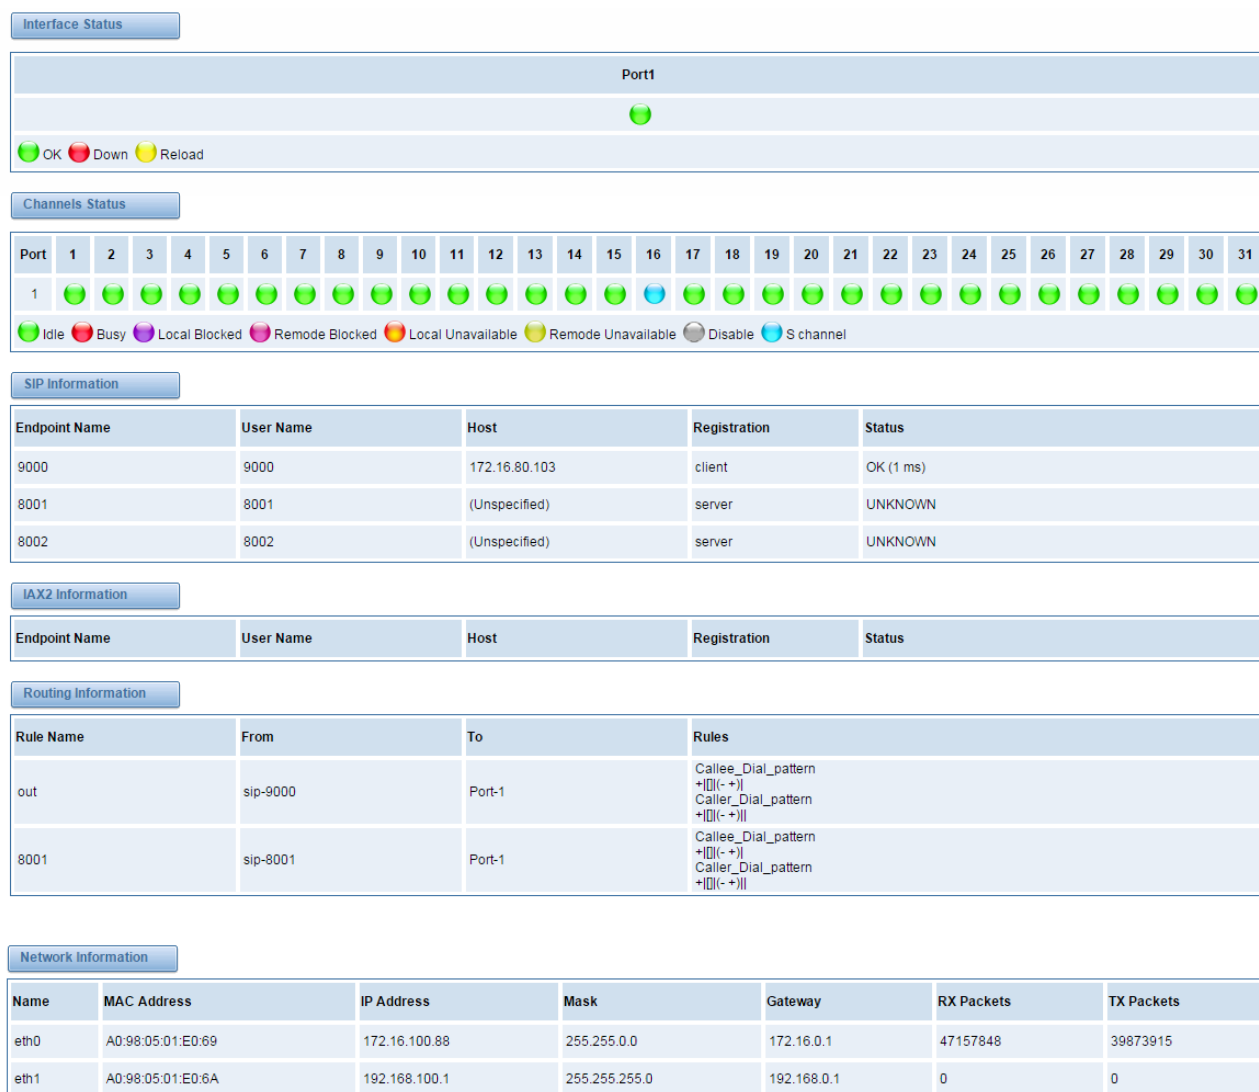 Interface Status
Port1
OK Down Reload
Channels Status
Port 1 2 3 4 5 6 7 8 9 10 11 12 13 14 15 16 17 18 19 20 21 22 23 24 25 26 27 28 29 30 31
1
Idle Busy Local Blocked Remode Blocked Local Unavailable Remode Unavailable Disable S channel
SIP Information
Endpoint Name User Name Host Registration Status
9000 9000 172.16.80.103 client OK (1 ms)
8001 8001 (Unspecified) server UNKNOWN
8002 8002 (Unspecified) server UNKNOWN
IAX2 Information
Endpoint Name User Name Host Registration Status
Routing Information
Rule Name From To Rules
out sip-9000 Port-1 Callee_Dial_pattern
+|[]|(- +)|
Caller_Dial_pattern
+|[]|(- +)||
8001 sip-8001 Port-1 Callee_Dial_pattern
+|[]|(- +)|
Caller_Dial_pattern
+|[]|(- +)||
Network Information
Name MAC Address IP Address Mask Gateway RX Packets TX Packets
eth0 A0:98:05:01:E0:69 172.16.100.88 255.255.0.0 172.16.0.1 47157848 39873915
eth1 A0:98:05:01:E0:6A 192.168.100.1 255.255.255.0 192.168.0.1 0 0